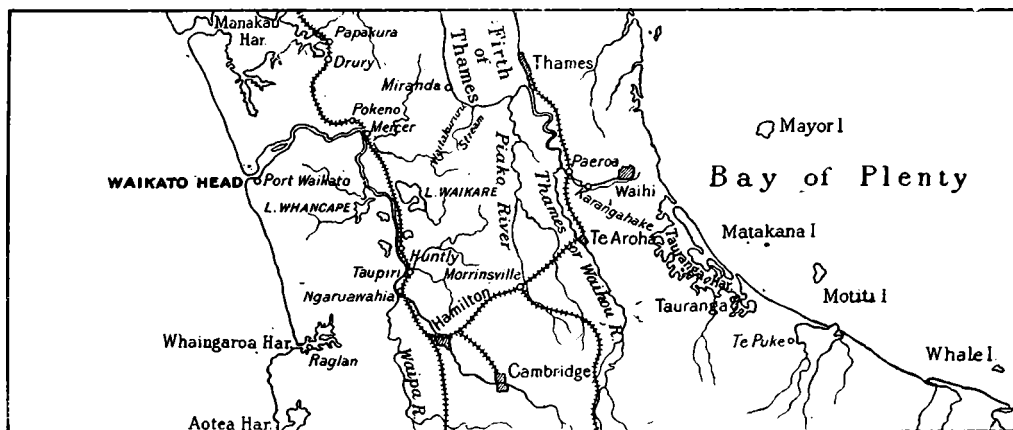 Manakau
Har.
Papakura
Drury
Firth
of
Thames
Thames
Miranda
Pokeno
Mercer
Stream
Piako River
Paeroa
Waihi
Karangahake
Mayor I
Bay of Plenty
WAIKATO HEAD
Port Waikato
L. WAIKARE
L. WHANCAPE
Thames or Waihou R.
Te Aroha
Tauranga Har.
Matakana I
Huntly
Taupiri
Morrinsville
Ngaruawahia
Hamilton
Tauranga
Motiti I
Whaingaroa Har.
Raglan
Waipa R.
Cambridge
Te Puke
Whale I.
Aotea Har.